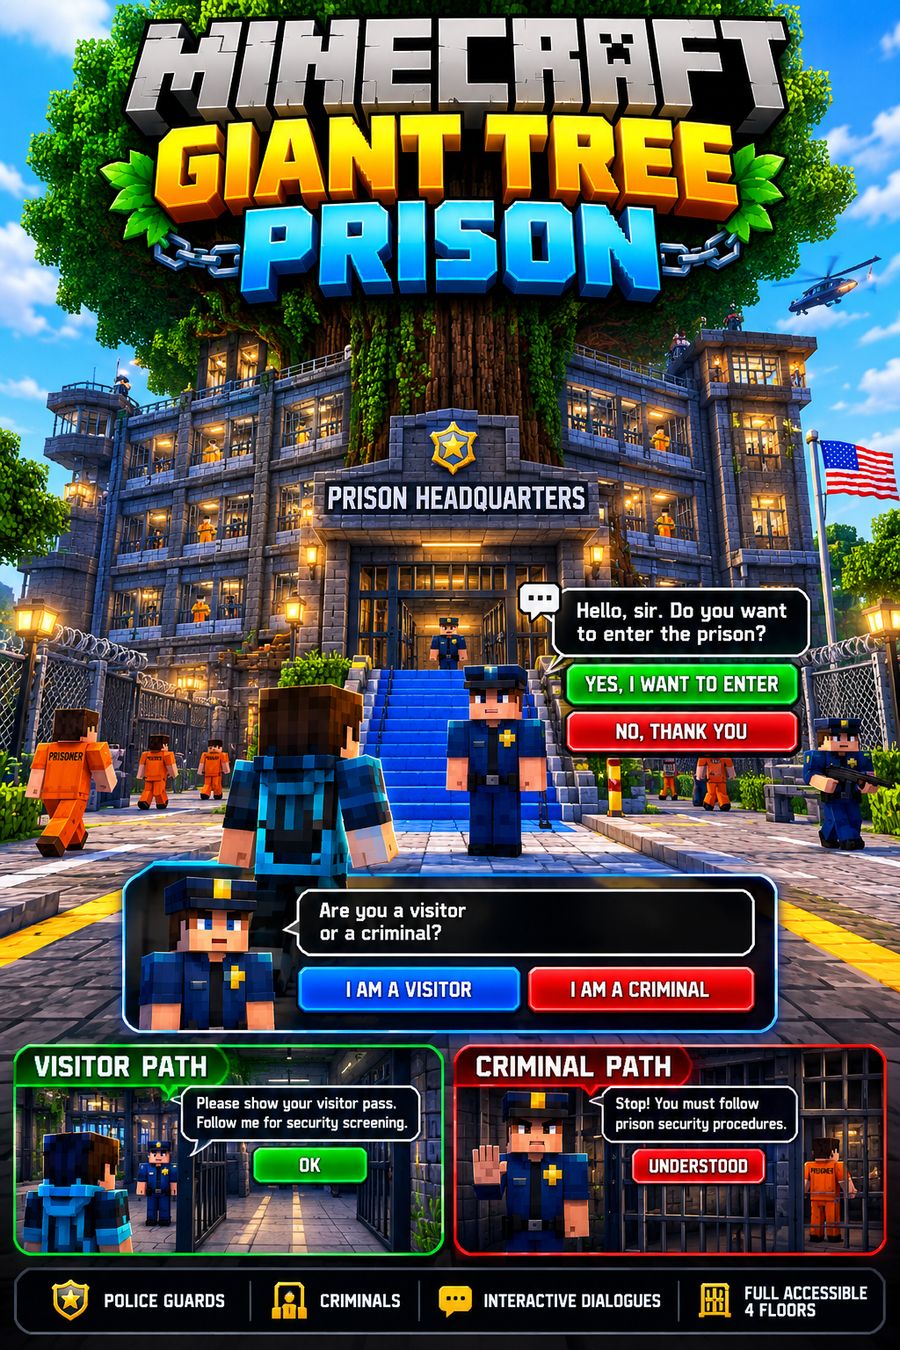 MINECRAFT
GIANT TREE
PRISON
PRISON HEADQUARTERS
Hello, sir. Do you want
to enter the prison?
YES, I WANT TO ENTER
NO, THANK YOU
PRISONER
Are you a visitor
or a criminal?
I AM A VISITOR
I AM A CRIMINAL
VISITOR PATH
Please show your visitor pass.
Follow me for security screening.
OK
CRIMINAL PATH
Stop! You must follow
prison security procedures.
UNDERSTOOD
POLICE GUARDS
CRIMINALS
INTERACTIVE DIALOGUES
FULL ACCESSIBLE
4 FLOORS